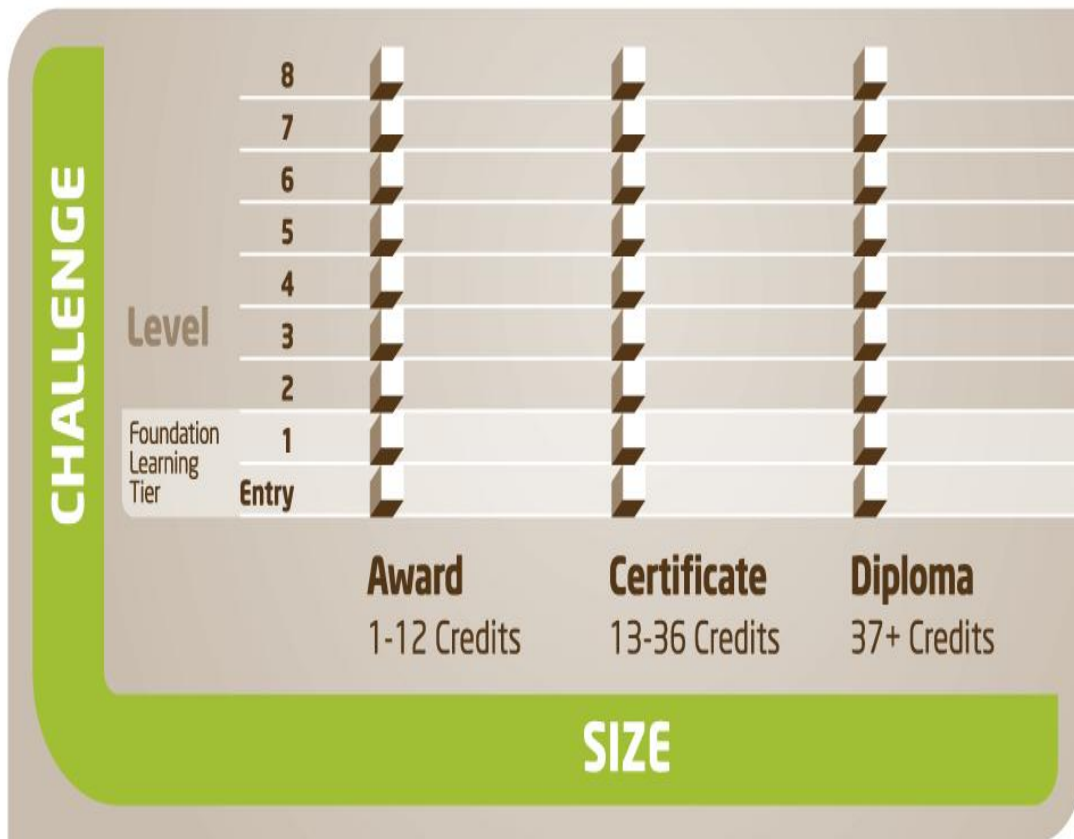 CHALLENGE
8
7
6
5
4
Level
3
2
Foundation
Learning
Tier
1
Entry
Award
Certificate
Diploma
1-12 Credits
13-36 Credits
37+ Credits
SIZE